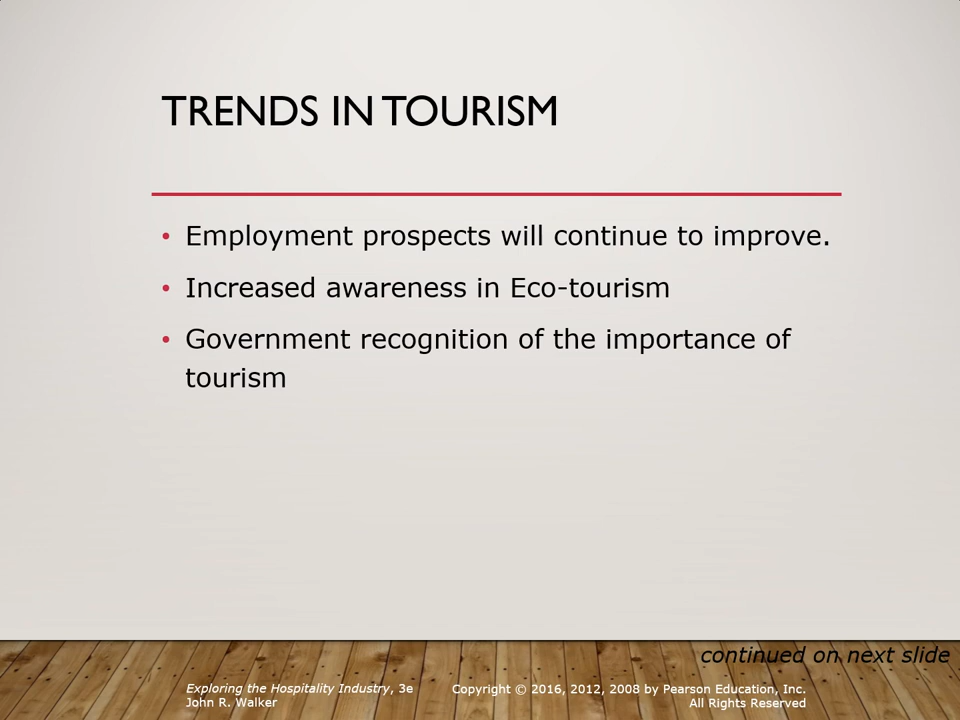 TRENDS IN TOURISM
• Employment prospects will continue to improve.
• Increased awareness in Eco-tourism
• Government recognition of the importance of
tourism
continued on next slide
Exploring the Hospitality Industry, 3e
John R. Walker
Copyright © 2016, 2012, 2008 by Pearson Education, Inc.
All Rights Reserved